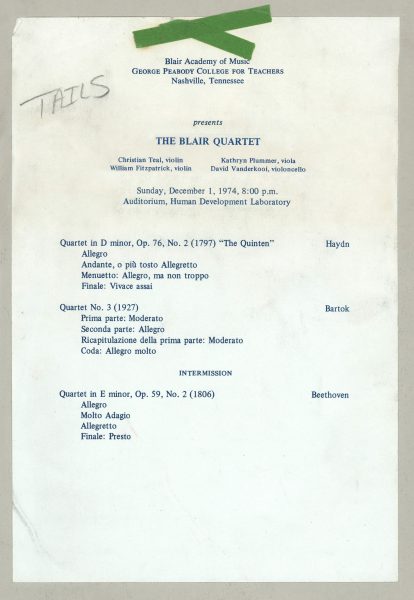 Blair Academy of Music
GEORGE PEABODY COLLEGE FOR TEACHERS
Nashville, Tennessee
TAILS
presents
THE BLAIR QUARTET
Christian Teal, violin Kathryn Plummer, viola
William Fitzpatrick, violin David Vanderkooi, violoncello
Sunday, December 1, 1974, 8:00 p.m.
Auditorium, Human Development Laboratory
Quartet in D minor, Op. 76, No. 2 (1797) "The Quinten" Haydn
Allegro
Andante, o più tosto Allegretto
Menuetto: Allegro, ma non troppo
Finale: Vivace assai
Quartet No. 3 (1927) Bartok
Prima parte: Moderato
Seconda parte: Allegro
Ricapitulazione della prima parte: Moderato
Coda: Allegro molto
INTERMISSION
Quartet in E minor, Op. 59, No. 2 (1806) Beethoven
Allegro
Molto Adagio
Allegretto
Finale: Presto